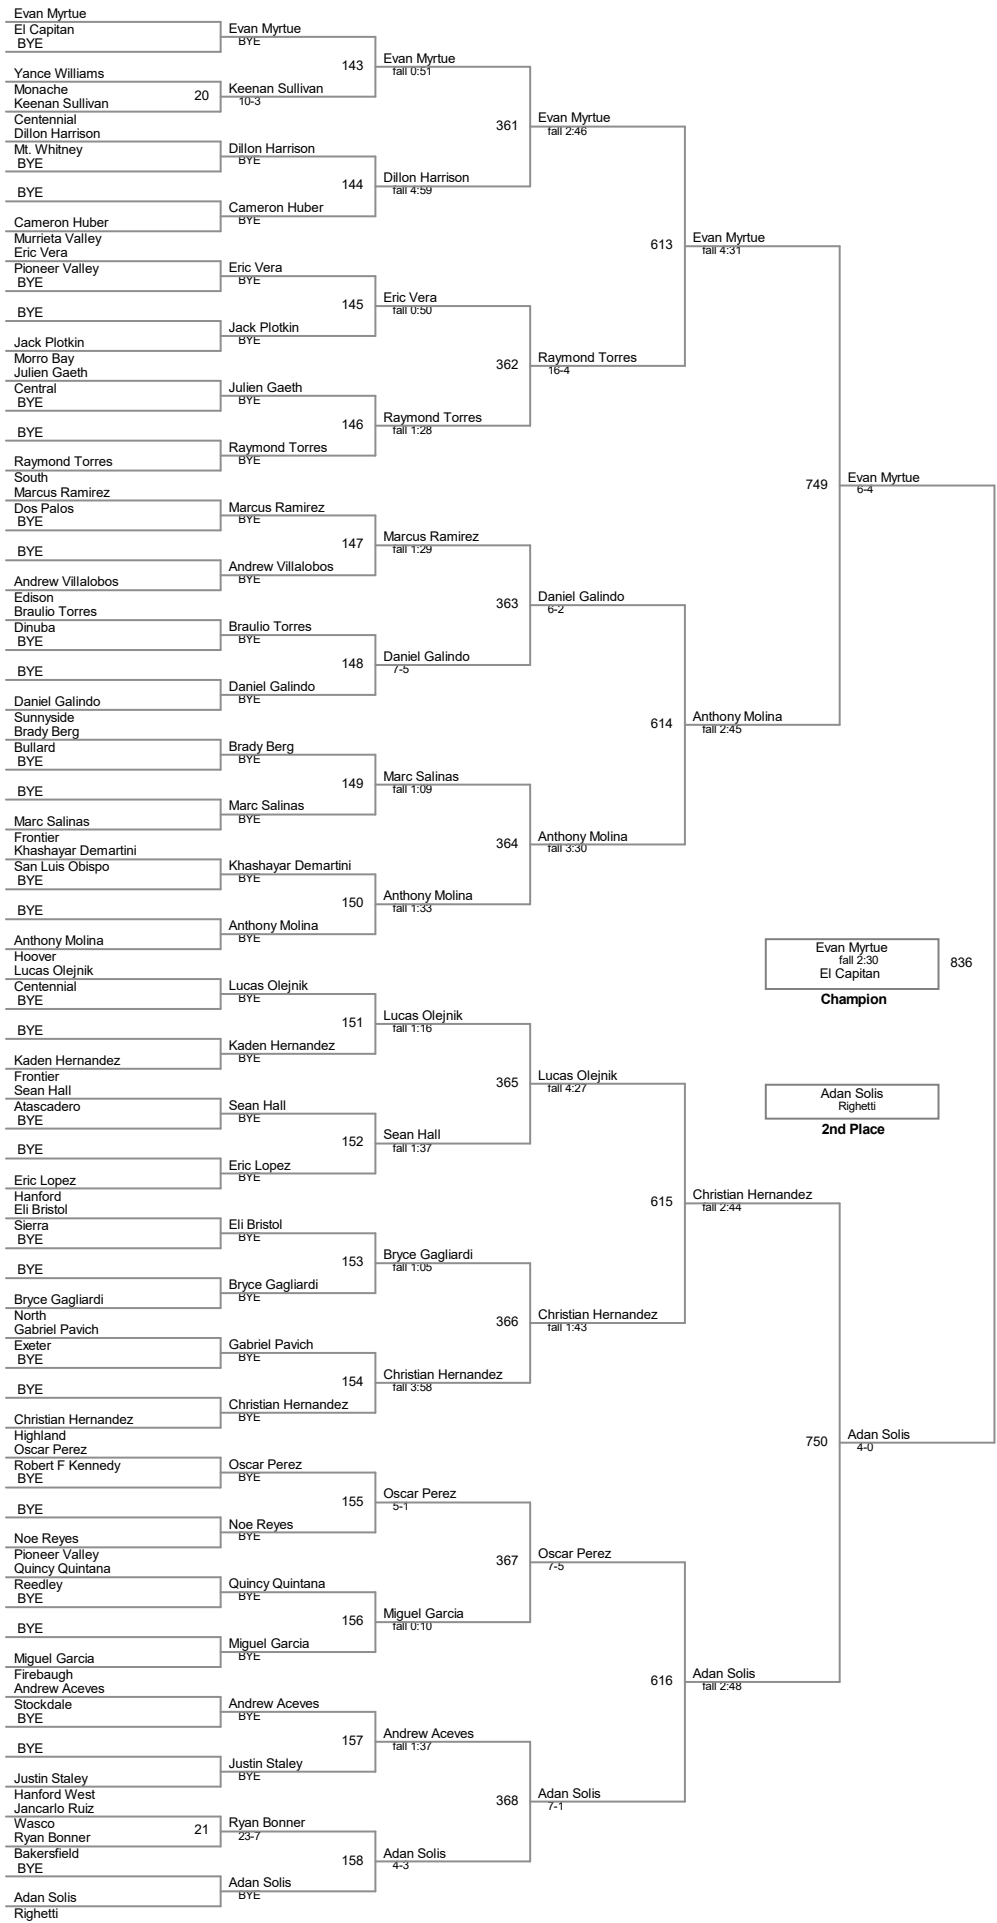 Evan Myrtue
El Capitan
BYE
Yance Williams
Monache
Keenan Sullivan
Centennial
Dillon Harrison
Mt. Whitney
BYE
BYE
Cameron Huber
Murrieta Valley
Eric Vera
Pioneer Valley
BYE
BYE
Jack Plotkin
Morro Bay
Julien Gaeth
Central
BYE
BYE
Raymond Torres
South
Marcus Ramirez
Dos Palos
BYE
BYE
Andrew Villalobos
Edison
Braulio Torres
Dinuba
BYE
BYE
Daniel Galindo
Sunnyside
Brady Berg
Bullard
BYE
BYE
Marc Salinas
Frontier
Khashayar Demartini
San Luis Obispo
BYE
BYE
Anthony Molina
Hoover
Lucas Olejnik
Centennial
BYE
BYE
Kaden Hernandez
Frontier
Sean Hall
Atascadero
BYE
BYE
Eric Lopez
Hanford
Eli Bristol
Sierra
BYE
BYE
Bryce Gagliardi
North
Gabriel Pavich
Exeter
BYE
BYE
Christian Hernandez
Highland
Oscar Perez
Robert F Kennedy
BYE
BYE
Noe Reyes
Pioneer Valley
Quincy Quintana
Reedley
BYE
BYE
Miguel Garcia
Firebaugh
Andrew Aceves
Stockdale
BYE
BYE
Justin Staley
Hanford West
Jancarlo Ruiz
Wasco
Ryan Bonner
Bakersfield
BYE
Adan Solis
Righetti
20
21
Evan Myrtue
BYE
Keenan Sullivan
10-3
Dillon Harrison
BYE
Cameron Huber
BYE
Eric Vera
BYE
Jack Plotkin
BYE
Julien Gaeth
BYE
Raymond Torres
BYE
Marcus Ramirez
BYE
Andrew Villalobos
BYE
Braulio Torres
BYE
Daniel Galindo
BYE
Brady Berg
BYE
Marc Salinas
BYE
Khashayar Demartini
BYE
Anthony Molina
BYE
Lucas Olejnik
BYE
Kaden Hernandez
BYE
Sean Hall
BYE
Eric Lopez
BYE
Eli Bristol
BYE
Bryce Gagliardi
BYE
Gabriel Pavich
BYE
Christian Hernandez
BYE
Oscar Perez
BYE
Noe Reyes
BYE
Quincy Quintana
BYE
Miguel Garcia
BYE
Andrew Aceves
BYE
Justin Staley
BYE
Ryan Bonner
23-7
Adan Solis
BYE
143
144
145
146
147
148
149
150
151
152
153
154
155
156
157
158
Evan Myrtue
fall 0:51
Dillon Harrison
fall 4:59
Eric Vera
fall 0:50
Raymond Torres
fall 1:28
Marcus Ramirez
fall 1:29
Daniel Galindo
7-5
Marc Salinas
fall 1:09
Anthony Molina
fall 1:33
Lucas Olejnik
fall 1:16
Sean Hall
fall 1:37
Bryce Gagliardi
fall 1:05
Christian Hernandez
fall 3:58
Oscar Perez
5-1
Miguel Garcia
fall 0:10
Andrew Aceves
fall 1:37
Adan Solis
4-3
361
362
363
364
365
366
367
368
Evan Myrtue
fall 2:46
Raymond Torres
16-4
Daniel Galindo
6-2
Anthony Molina
fall 3:30
Lucas Olejnik
fall 4:27
Christian Hernandez
fall 1:43
Oscar Perez
7-5
Adan Solis
7-1
613
614
615
616
Evan Myrtue
fall 4:31
Anthony Molina
fall 2:45
Christian Hernandez
fall 2:44
Adan Solis
fall 2:48
749
750
Evan Myrtue
6-4
Adan Solis
4-0
Evan Myrtue
fall 2:30
El Capitan
836
Champion
Adan Solis
Righetti
2nd Place